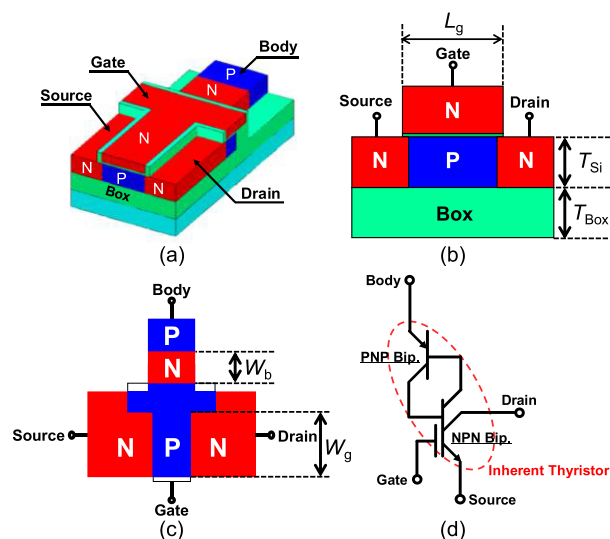 Body
Gate
Source
P
N
N
N
P
N
Box
Drain
(a)
Lg
Gate
Source
Drain
N
N
P
N
TSi
Box
TBox
(b)
Body
P
N
Wb
Source
N
P
N
Drain
Wg
Gate
(c)
Body
PNP Bip.
Drain
NPN Bip.
Inherent Thyristor
Gate
Source
(d)